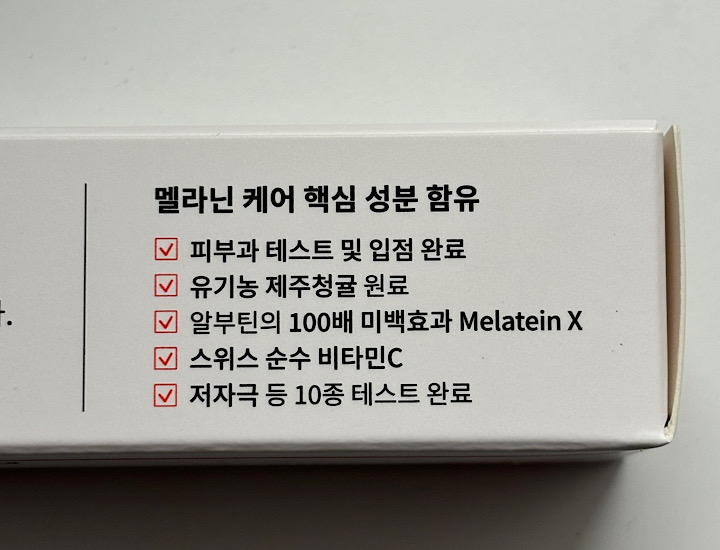 멜라닌 케어 핵심 성분 함유
피부과 테스트 및 입점 완료
유기농 제주청귤 원료
알부틴의 100배 미백효과 Melatein X
스위스 순수 비타민C
저자극 등 10종 테스트 완료